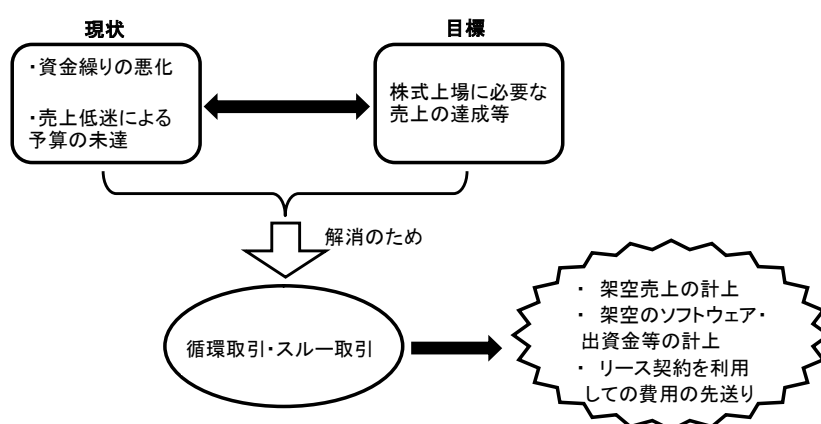 現状
・資金繰りの悪化
・売上低迷による
予算の未達
目標
株式上場に必要な
売上の達成等
解消のため
循環取引・スルー取引
・ 架空売上の計上
・ 架空のソフトウェア・
出資金等の計上
・ リース契約を利用
しての費用の先送り